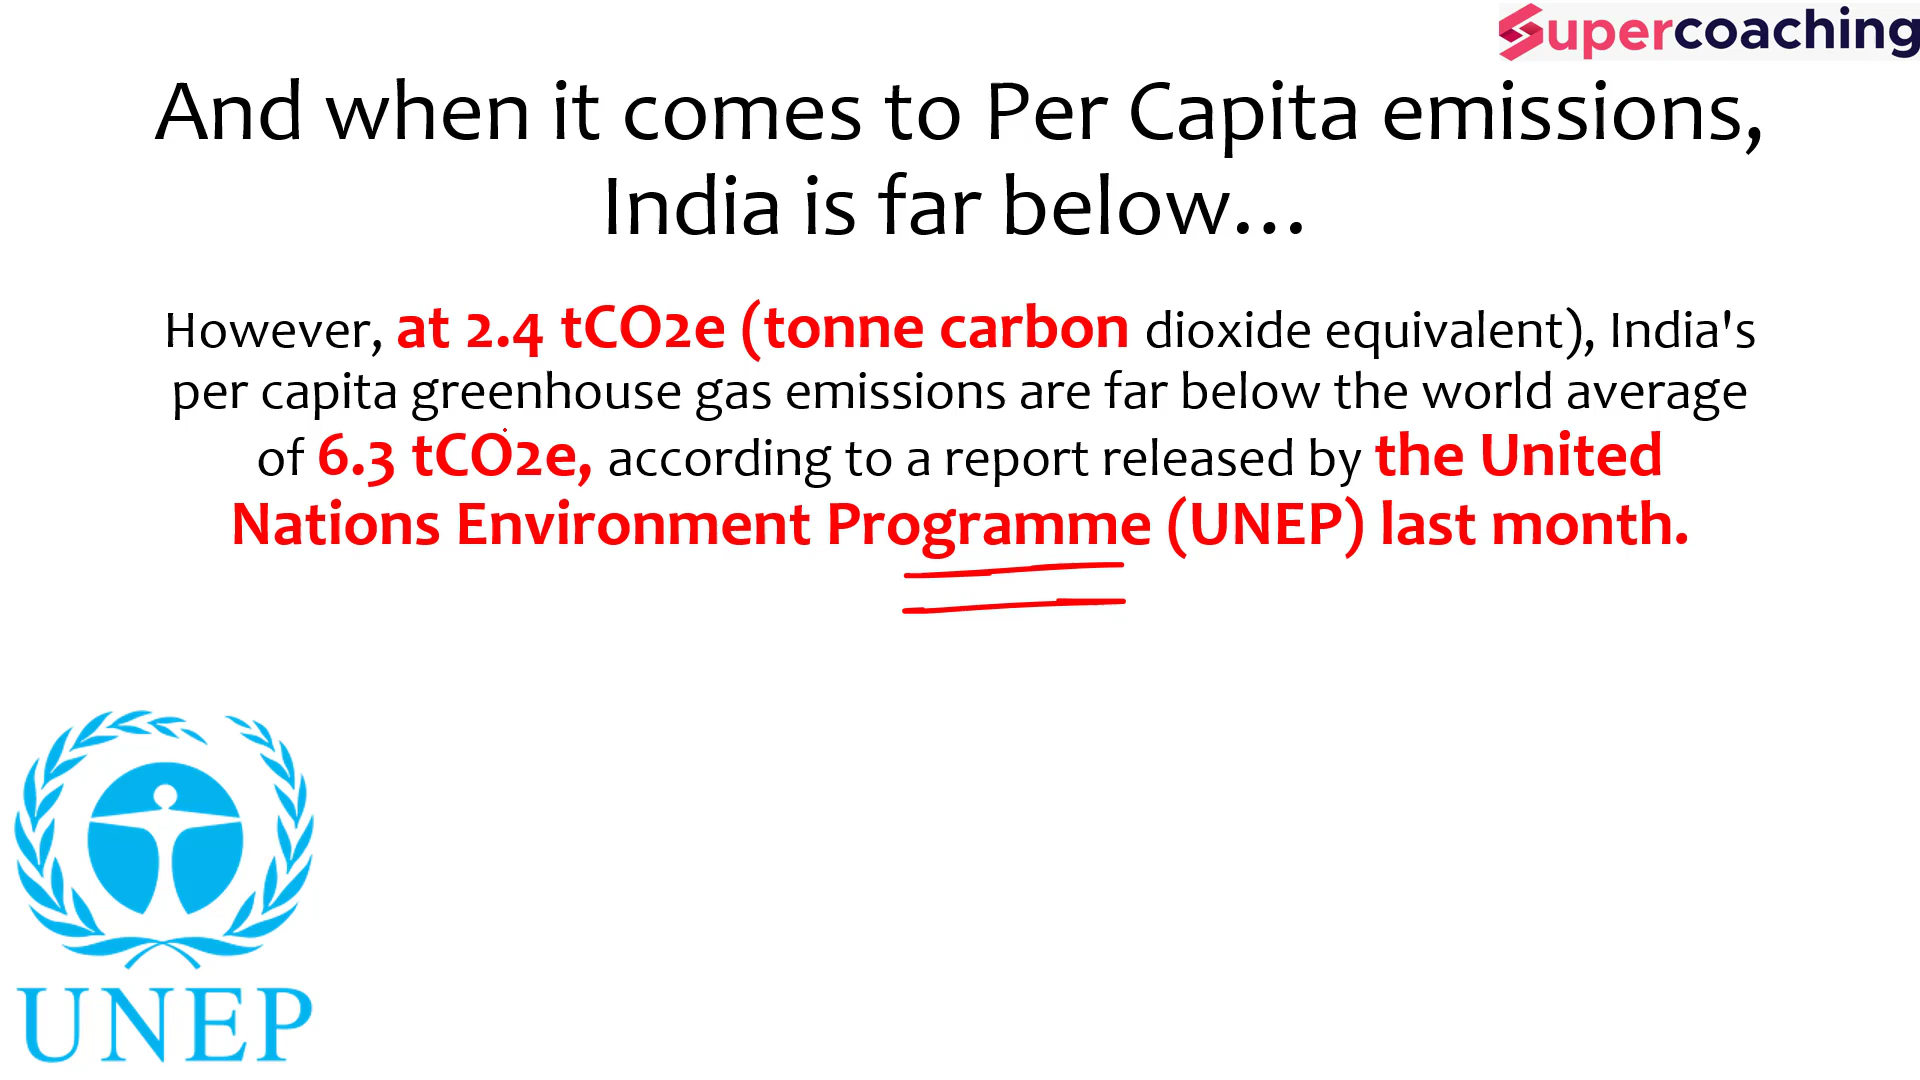 Supercoaching
And when it comes to Per Capita emissions,
India is far below...
However, at 2.4 tCO2e (tonne carbon dioxide equivalent), India's
per capita greenhouse gas emissions are far below the world average
of 6.3 tCO2e, according to a report released by the United
Nations Environment Programme (UNEP) last month.
UNEP